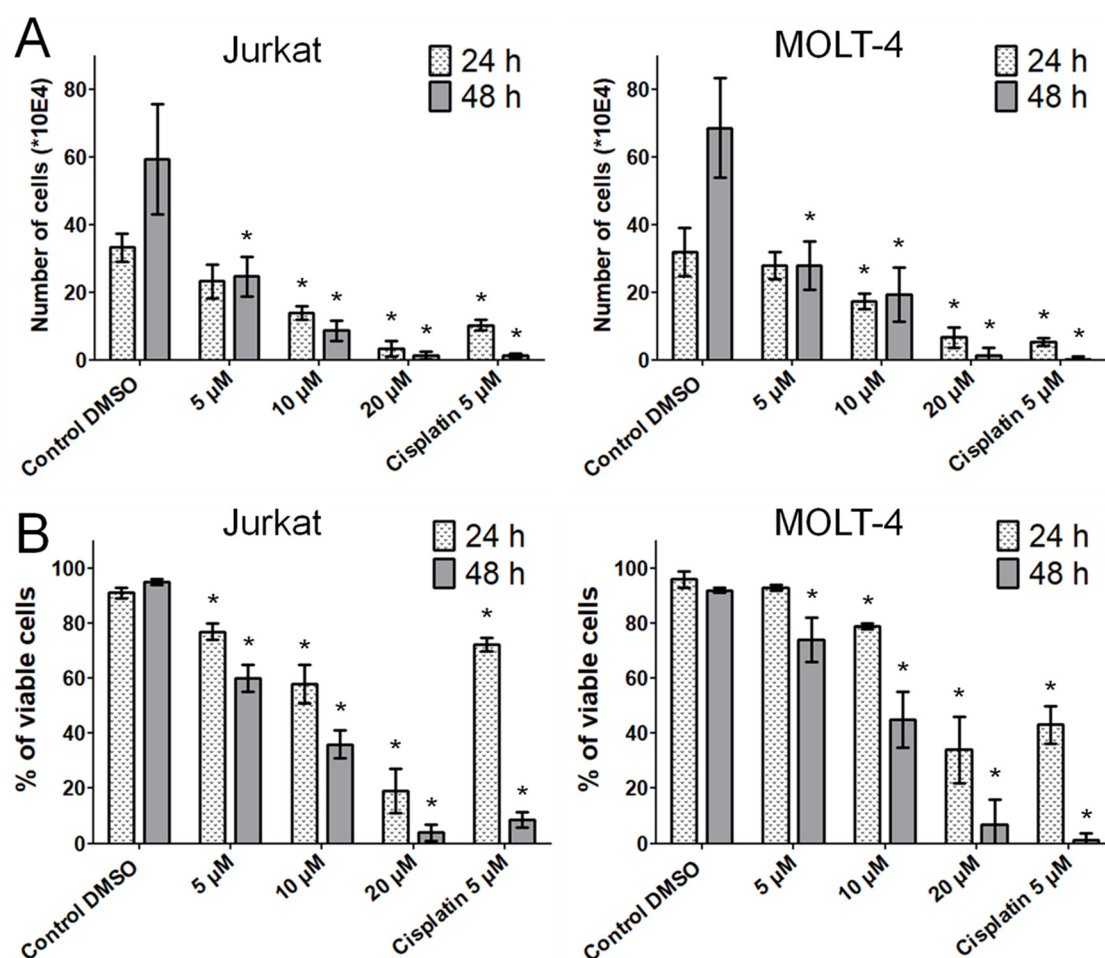 A
Jurkat
24 h
48 h
Number of cells (*10E4)
80
60
40
20
0
* * * * * * *
Control DMSO
5 µM
10 µM
20 µM
Cisplatin 5 µM
MOLT-4
24 h
48 h
Number of cells (*10E4)
80
60
40
20
0
* * * * * * *
Control DMSO
5 µM
10 µM
20 µM
Cisplatin 5 µM
B
Jurkat
24 h
48 h
% of viable cells
100
80
60
40
20
0
* * * * * * * *
Control DMSO
5 µM
10 µM
20 µM
Cisplatin 5 µM
MOLT-4
24 h
48 h
% of viable cells
100
80
60
40
20
0
* * * * * * *
Control DMSO
5 µM
10 µM
20 µM
Cisplatin 5 µM